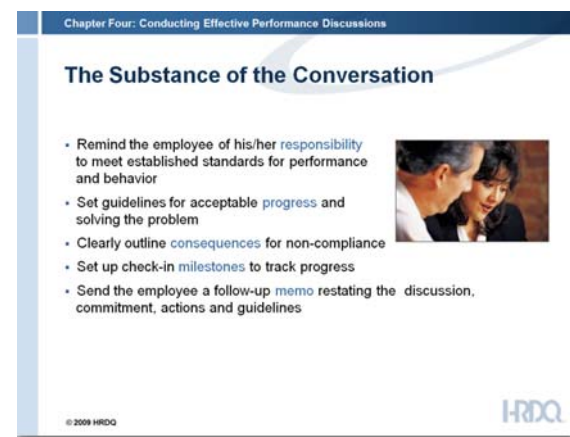 Chapter Four: Conducting Effective Performance Discussions
The Substance of the Conversation
▪ Remind the employee of his/her responsibility
to meet established standards for performance
and behavior
▪ Set guidelines for acceptable progress and
solving the problem
▪ Clearly outline consequences for non-compliance
▪ Set up check-in milestones to track progress
▪ Send the employee a follow-up memo restating the discussion,
commitment, actions and guidelines
© 2009 HRDQ
HRDQ